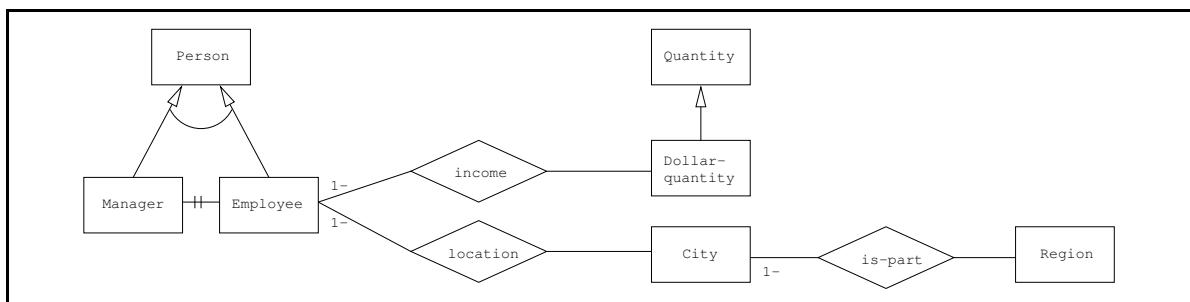 Person
Quantity
Dollar-
quantity
income
1-
Manager
Employee
1-
location
City
1-
is-part
Region